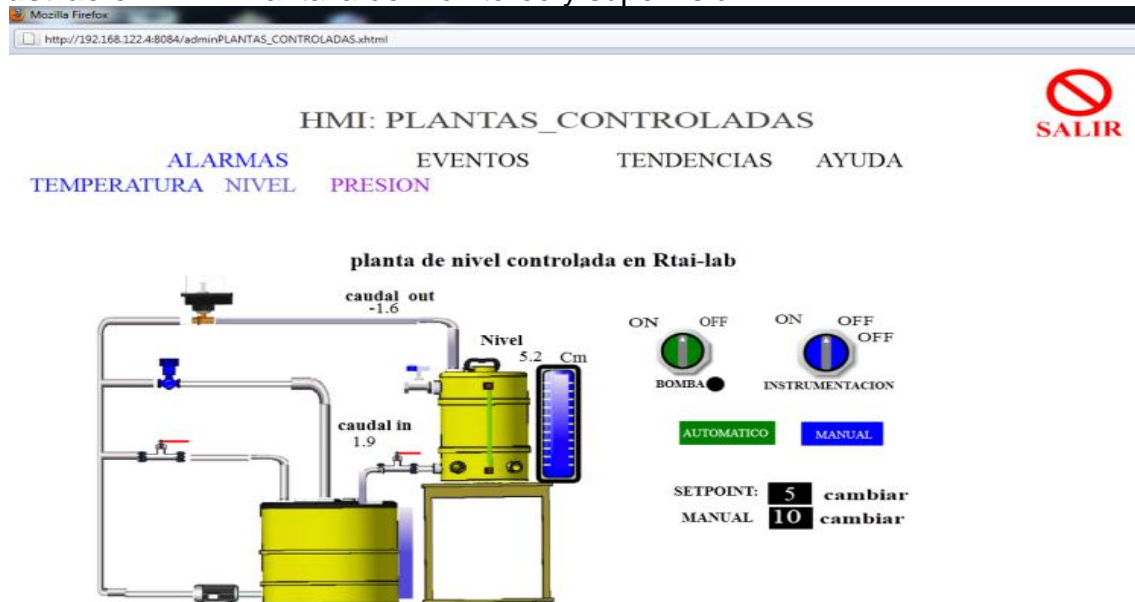 Mozilla Firefox
http://192.168.122.4:8084/adminPLANTAS_CONTROLADAS.xhtml
SALIR
HMI: PLANTAS_CONTROLADAS
ALARMAS EVENTOS TENDENCIAS AYUDA
TEMPERATURA NIVEL PRESION
planta de nivel controlada en Rtai-lab
caudal out
-1.6
Nivel
5.2 Cm
caudal in
1.9
ON OFF
BOMBA
ON OFF
OFF
INSTRUMENTACION
AUTOMATICO MANUAL
SETPOINT: 5 cambiar
MANUAL 10 cambiar